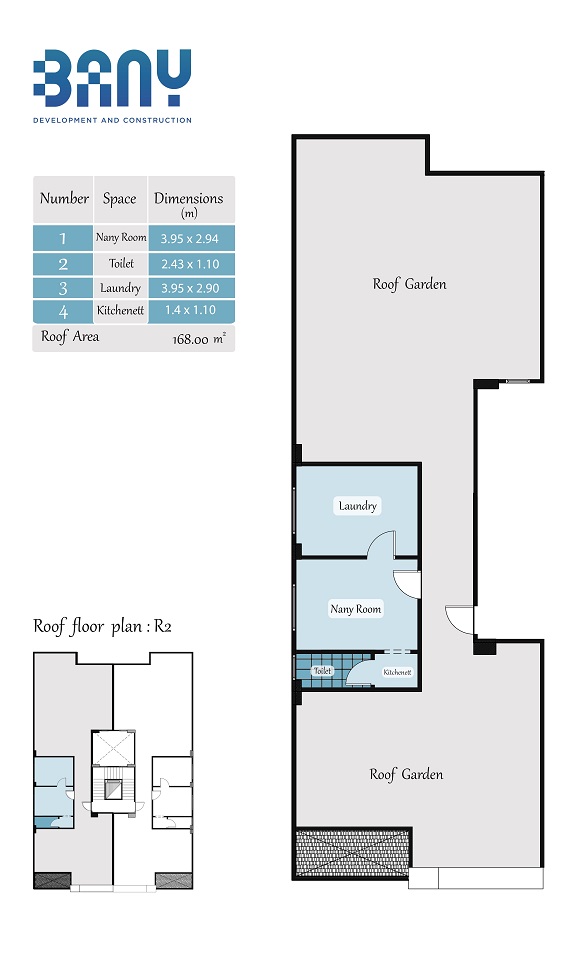 BANY
DEVELOPMENT AND CONSTRUCTION
Number Space Dimensions (m)
1 Nany Room 3.95 x 2.94
2 Toilet 2.43 x 1.10
3 Laundry 3.95 x 2.90
4 Kitchenett 1.4 x 1.10
Roof Area 168.00 m²
Roof Garden
Laundry
Nany Room
Toilet
Kitchenett
Roof Garden
Roof floor plan : R2